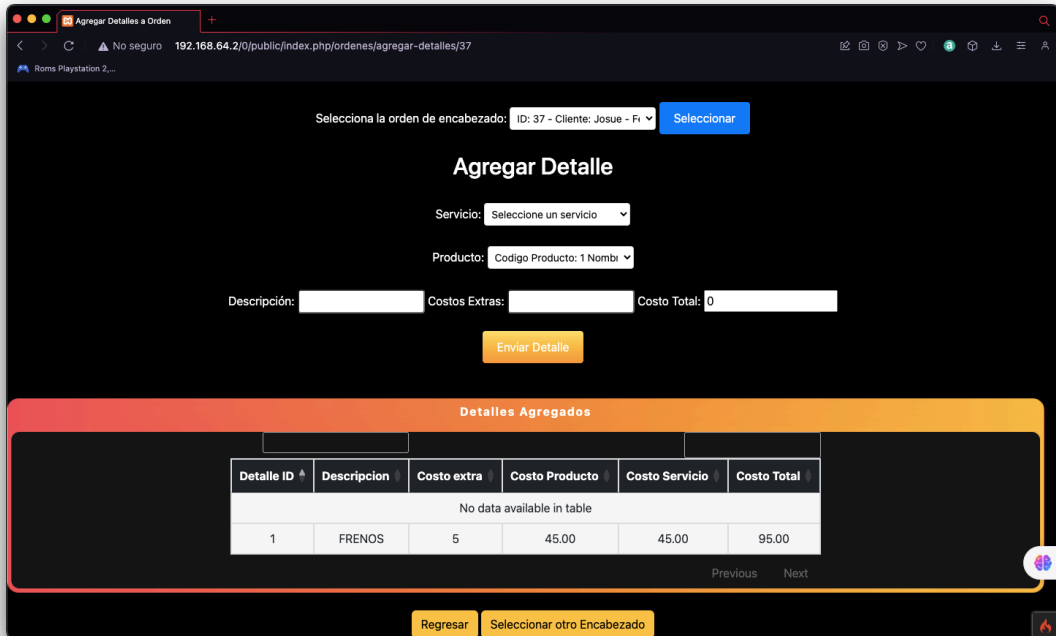 Agregar Detalles a Orden
No seguro 192.168.64.2/0/public/index.php/ordenes/agregar-detalles/37
Roms Playstation 2,...
Selecciona la orden de encabezado: ID: 37 - Cliente: Josue - Fe Seleccionar
Agregar Detalle
Servicio: Seleccione un servicio
Producto: Codigo Producto: 1 Nombr
Descripción: Costos Extras: Costo Total: 0
Enviar Detalle
Detalles Agregados
Detalle ID Descripcion Costo extra Costo Producto Costo Servicio Costo Total
No data available in table
1 FRENOS 5 45.00 45.00 95.00
Previous Next
Regresar Seleccionar otro Encabezado